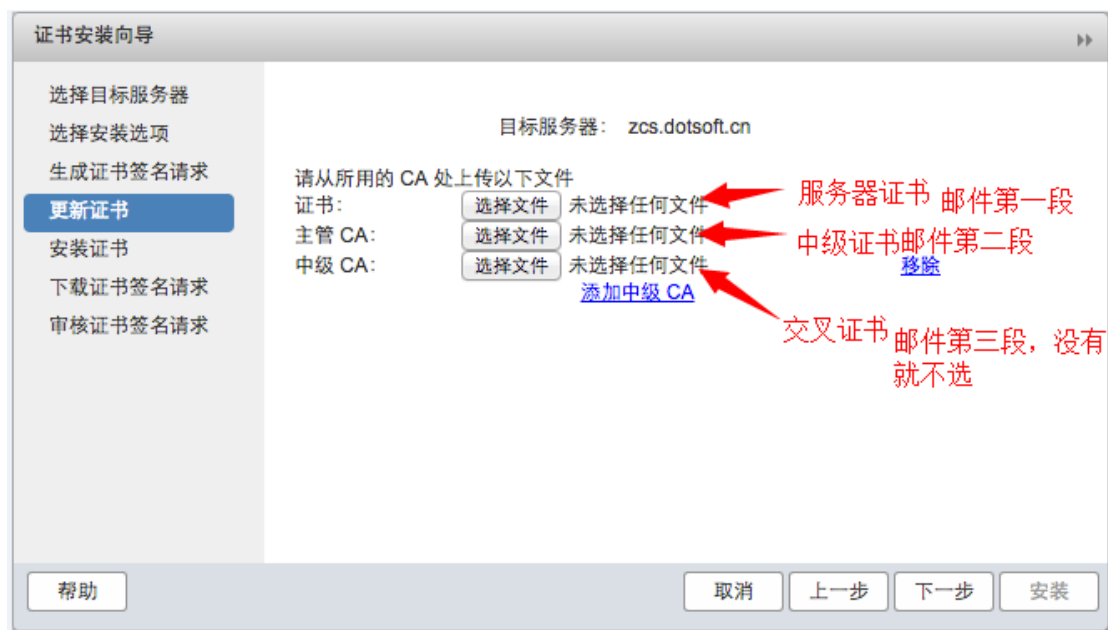 证书安装向导
选择目标服务器
选择安装选项
生成证书签名请求
更新证书
安装证书
下载证书签名请求
审核证书签名请求
目标服务器： zcs.dotsoft.cn
请从所用的 CA 处上传以下文件
证书： 选择文件 未选择任何文件 服务器证书 邮件第一段
主管 CA： 选择文件 未选择任何文件 中级证书邮件第二段
中级 CA： 选择文件 未选择任何文件 移除
添加中级 CA
交叉证书 邮件第三段，没有
就不选
帮助 取消 上一步 下一步 安装